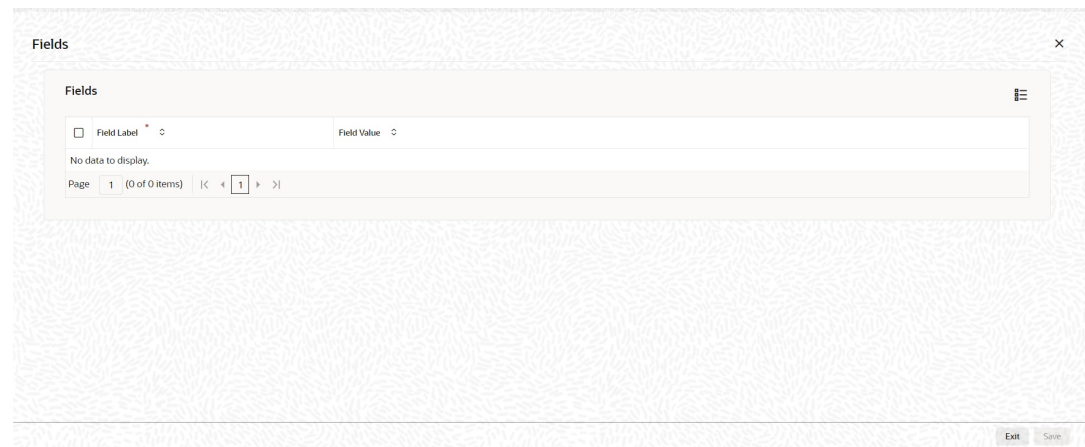 Fields
Fields
Field Label * Field Value
No data to display.
Page 1 (0 of 0 items) 1
Exit Save